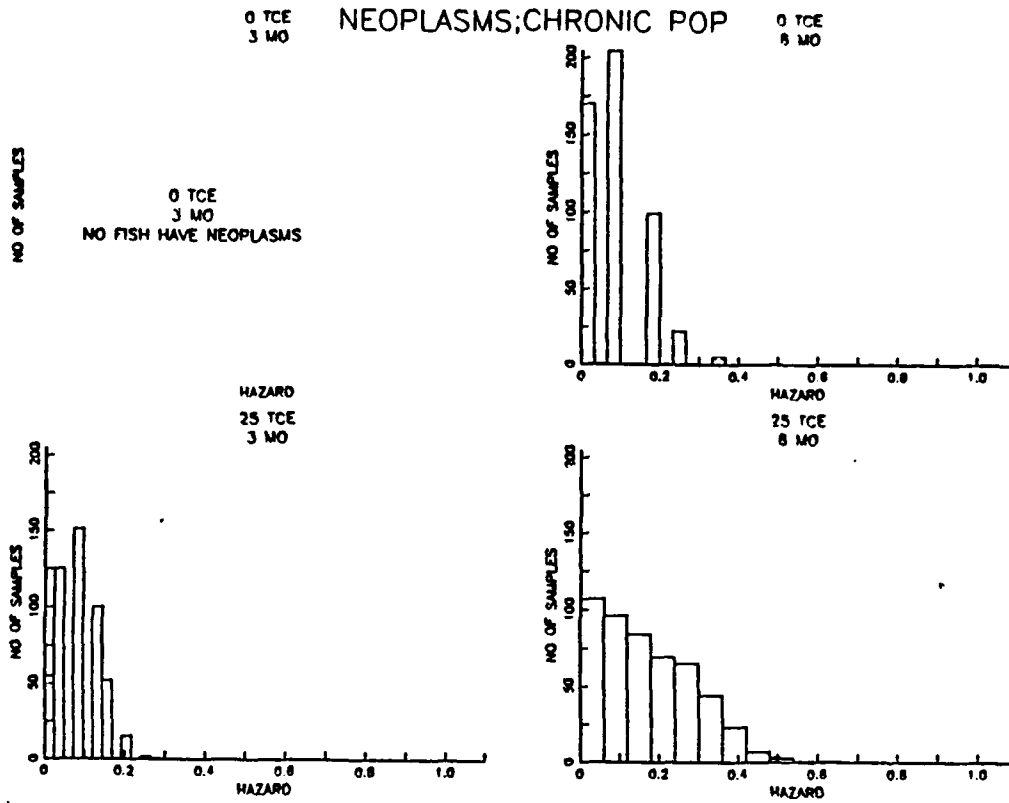 NEOPLASMS;CHRONIC POP
0 TCE
3 MO
NO OF SAMPLES
0 TCE
3 MO
NO FISH HAVE NEOPLASMS
HAZARD
0 TCE
6 MO
NO OF SAMPLES
200
150
100
50
0
0 0.2 0.4 0.6 0.8 1.0
HAZARD
25 TCE
3 MO
NO OF SAMPLES
200
150
100
50
0
0 0.2 0.4 0.6 0.8 1.0
HAZARD
25 TCE
6 MO
NO OF SAMPLES
200
150
100
50
0
0 0.2 0.4 0.6 0.8 1.0
HAZARD